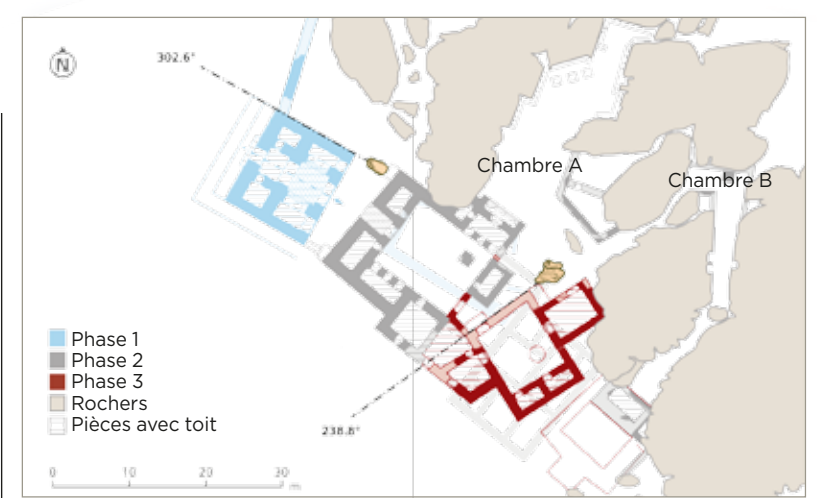 N
302.6°
Chambre A
Chambre B
Phase 1
Phase 2
Phase 3
Rochers
Pièces avec toit
238.8°
0 10 20 30
m